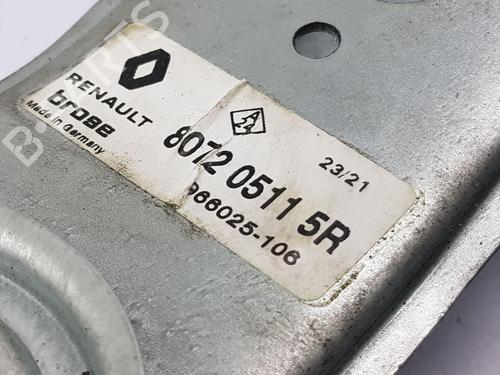 RENAULT
brose
Made in Germany
23/21
8072 0511 5R
966025-106